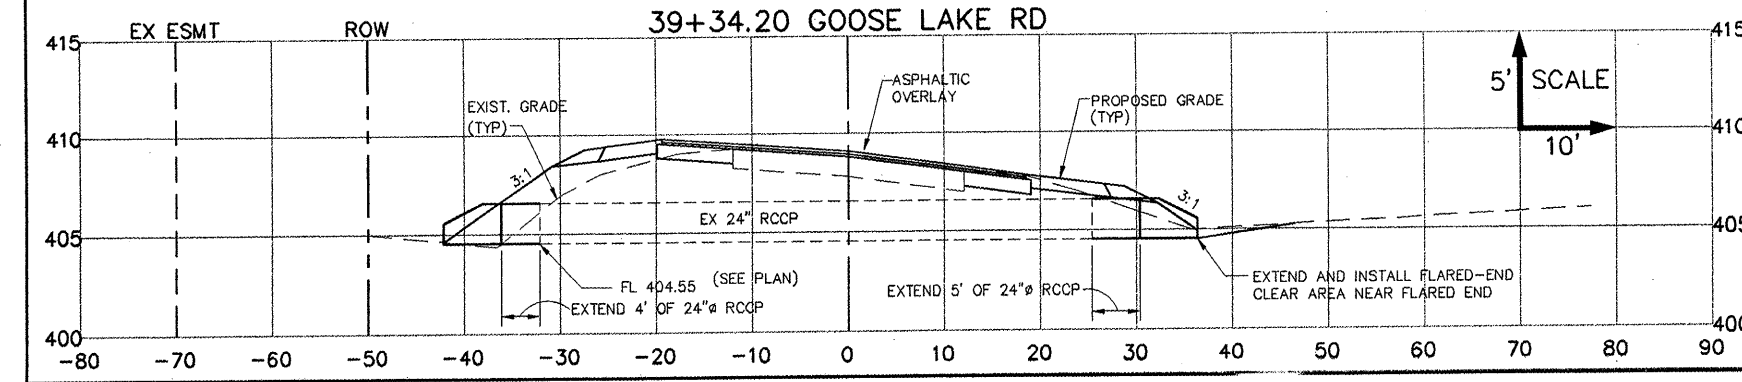 39+34.20 GOOSE LAKE RD
EX ESMT
ROW
415
415
5' SCALE
10'
ASPHALTIC
OVERLAY
EXIST. GRADE
(TYP)
PROPOSED GRADE
(TYP)
410
410
3:1
3:1
EX 24" RCCP
405
405
FL 404.55 (SEE PLAN)
EXTEND 4' OF 24"ø RCCP
EXTEND 5' OF 24"ø RCCP
EXTEND AND INSTALL FLARED-END
CLEAR AREA NEAR FLARED END
400
400
-80 -70 -60 -50 -40 -30 -20 -10 0 10 20 30 40 50 60 70 80 90